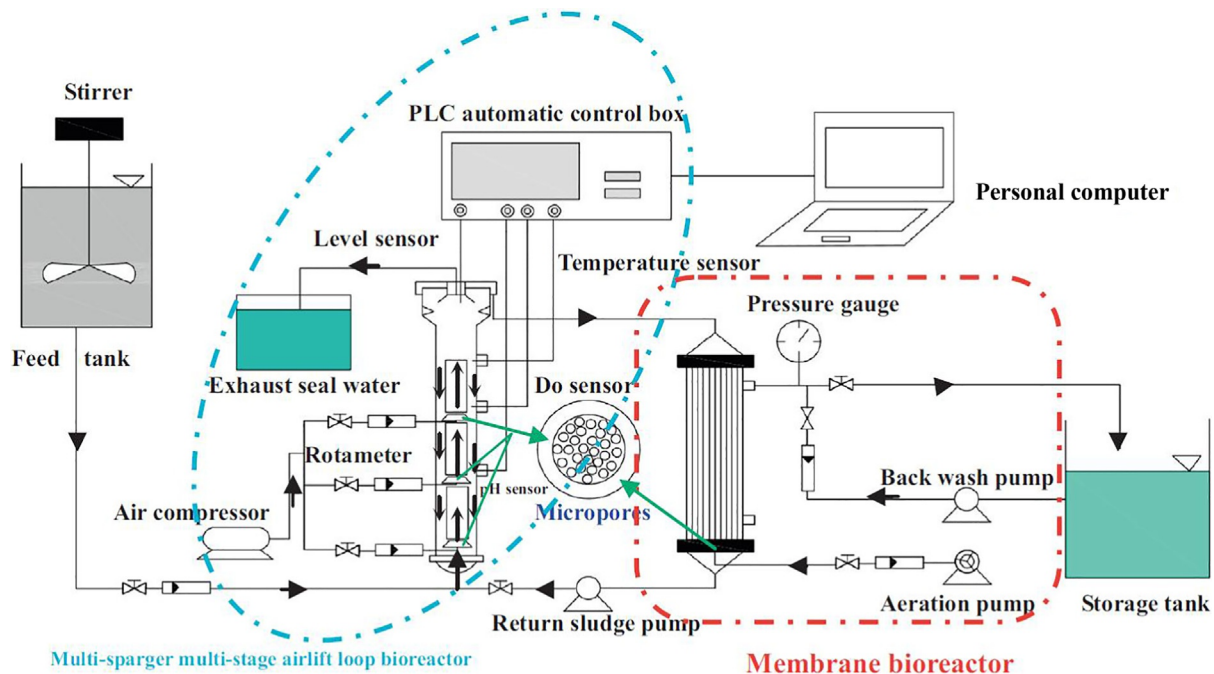 Stirrer
PLC automatic control box
Personal computer
Level sensor
Temperature sensor
Pressure gauge
Feed tank
Exhaust seal water
Do sensor
Rotameter
Back wash pump
pH sensor
Air compressor
Micropores
Return sludge pump
Aeration pump
Storage tank
Multi-sparger multi-stage airlift loop bioreactor
Membrane bioreactor